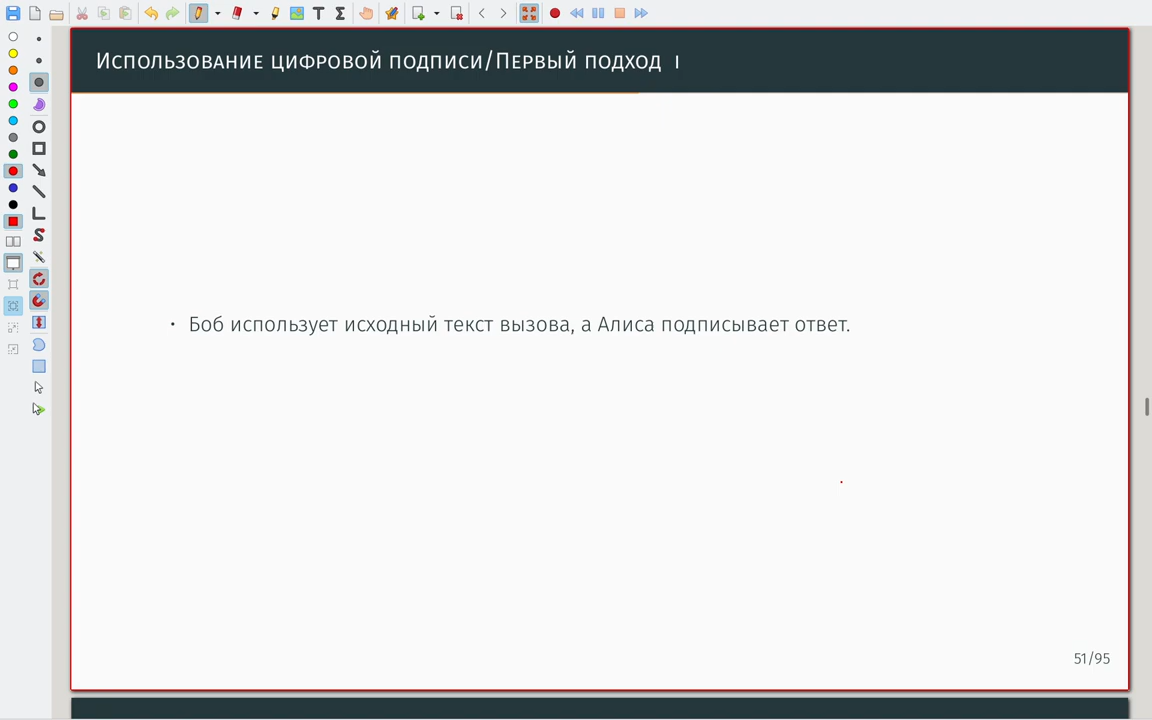 Использование цифровой подписи/Первый подход I
• Боб использует исходный текст вызова, а Алиса подписывает ответ.
51/95